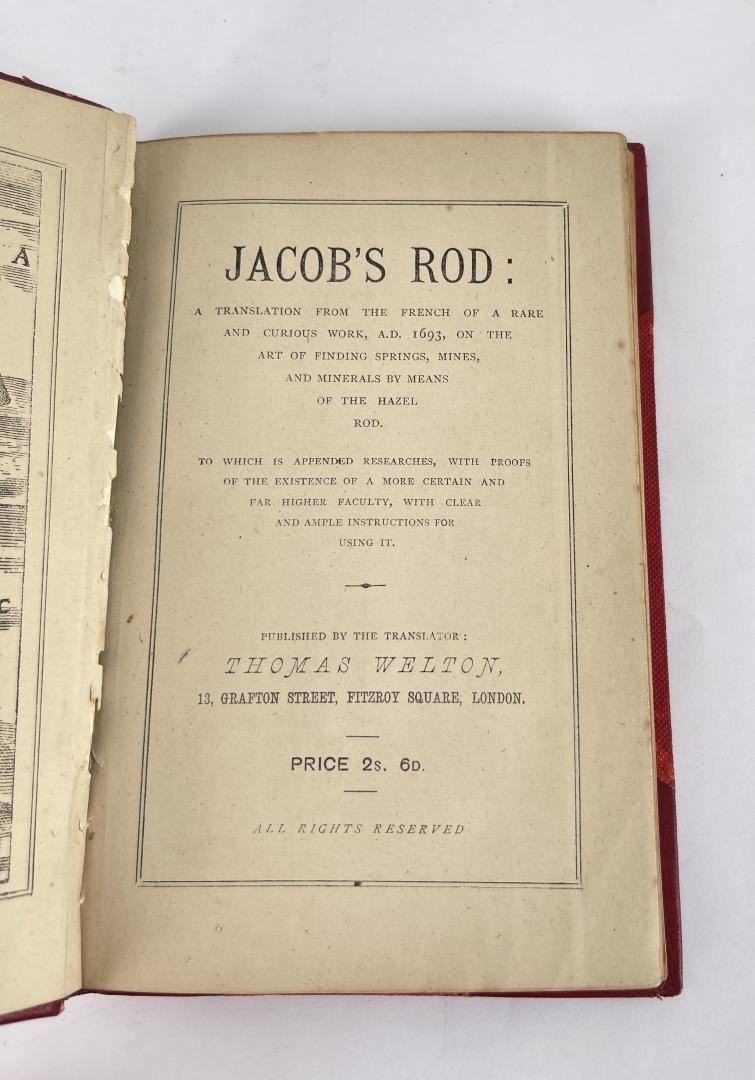 A
C
JACOB'S ROD:
A TRANSLATION FROM THE FRENCH OF A RARE
AND CURIOUS WORK, A.D. 1693, ON THE
ART OF FINDING SPRINGS, MINES,
AND MINERALS BY MEANS
OF THE HAZEL
ROD.
TO WHICH IS APPENDED RESEARCHES, WITH PROOFS
OF THE EXISTENCE OF A MORE CERTAIN AND
FAR HIGHER FACULTY, WITH CLEAR
AND AMPLE INSTRUCTIONS FOR
USING IT.
PUBLISHED BY THE TRANSLATOR:
THOMAS WELTON,
13, GRAFTON STREET, FITZROY SQUARE, LONDON.
PRICE 2S. 6D.
ALL RIGHTS RESERVED